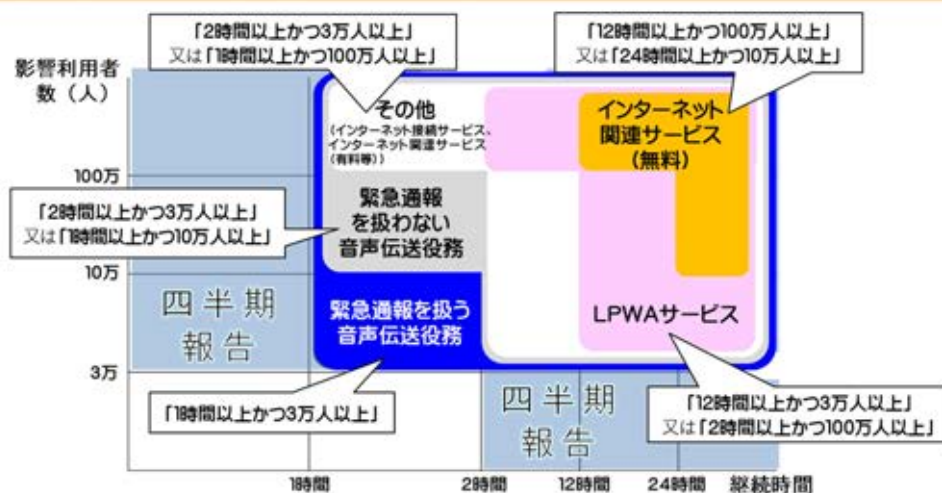 「2時間以上かつ3万人以上」
又は「1時間以上かつ100万人以上」
「12時間以上かつ100万人以上」
又は「24時間以上かつ10万人以上」
影響利用者
数（人）
その他
（インターネット接続サービス、
インターネット関連サービス
（有料等））
インターネット
関連サービス
（無料）
100万
緊急通報
を扱わない
音声伝送役務
「2時間以上かつ3万人以上」
又は「1時間以上かつ10万人以上」
10万
四半期
報告
緊急通報を扱う
音声伝送役務
LPWAサービス
3万
「1時間以上かつ3万人以上」
四半期
報告
「12時間以上かつ3万人以上」
又は「2時間以上かつ100万人以上」
1時間
2時間
12時間
24時間
継続時間